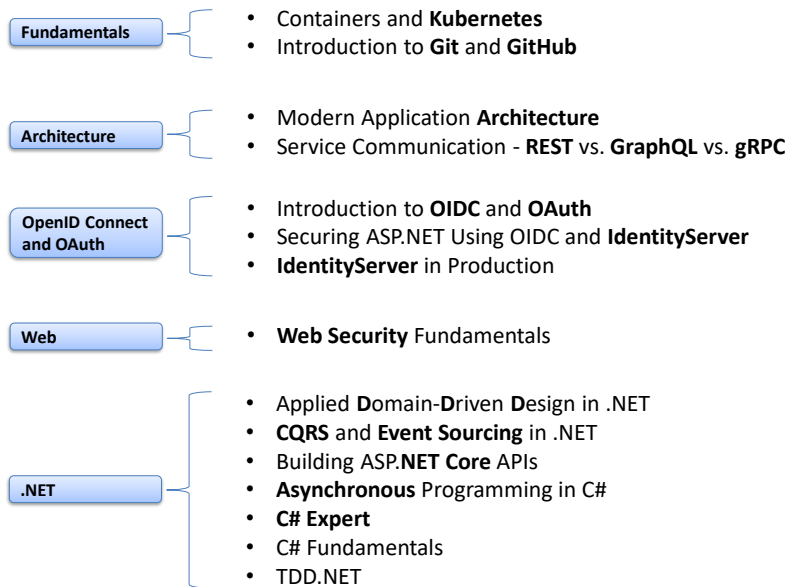 Fundamentals
• Containers and Kubernetes
• Introduction to Git and GitHub
Architecture
• Modern Application Architecture
• Service Communication - REST vs. GraphQL vs. gRPC
OpenID Connect
and OAuth
• Introduction to OIDC and OAuth
• Securing ASP.NET Using OIDC and IdentityServer
• IdentityServer in Production
Web
• Web Security Fundamentals
.NET
• Applied Domain-Driven Design in .NET
• CQRS and Event Sourcing in .NET
• Building ASP.NET Core APIs
• Asynchronous Programming in C#
• C# Expert
• C# Fundamentals
• TDD.NET